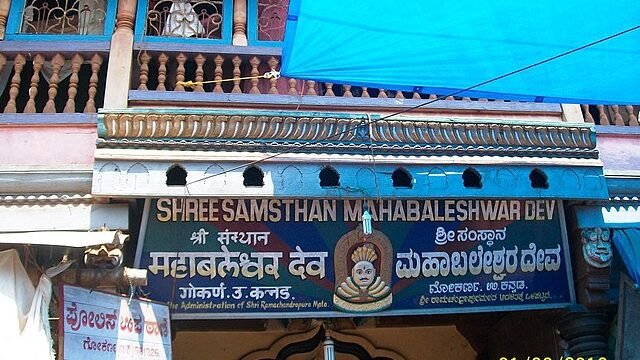 SHREE SAMSTHAN MAHABALESHWAR DEV
श्री संस्थान
महाबलेश्वर देव
गोकर्ण. उ. कन्नड.
The Administration of Shri Ramachandrapura Mata.
ಶ್ರೀ ಸಂಸ್ಥಾನ
ಮಹಾಬಲೇಶ್ವರ ದೇವ
ಗೋಕರ್ಣ. ಉ. ಕನ್ನಡ.
ಪೋಲಿಸ್
ಗೋಕರ್ಣ